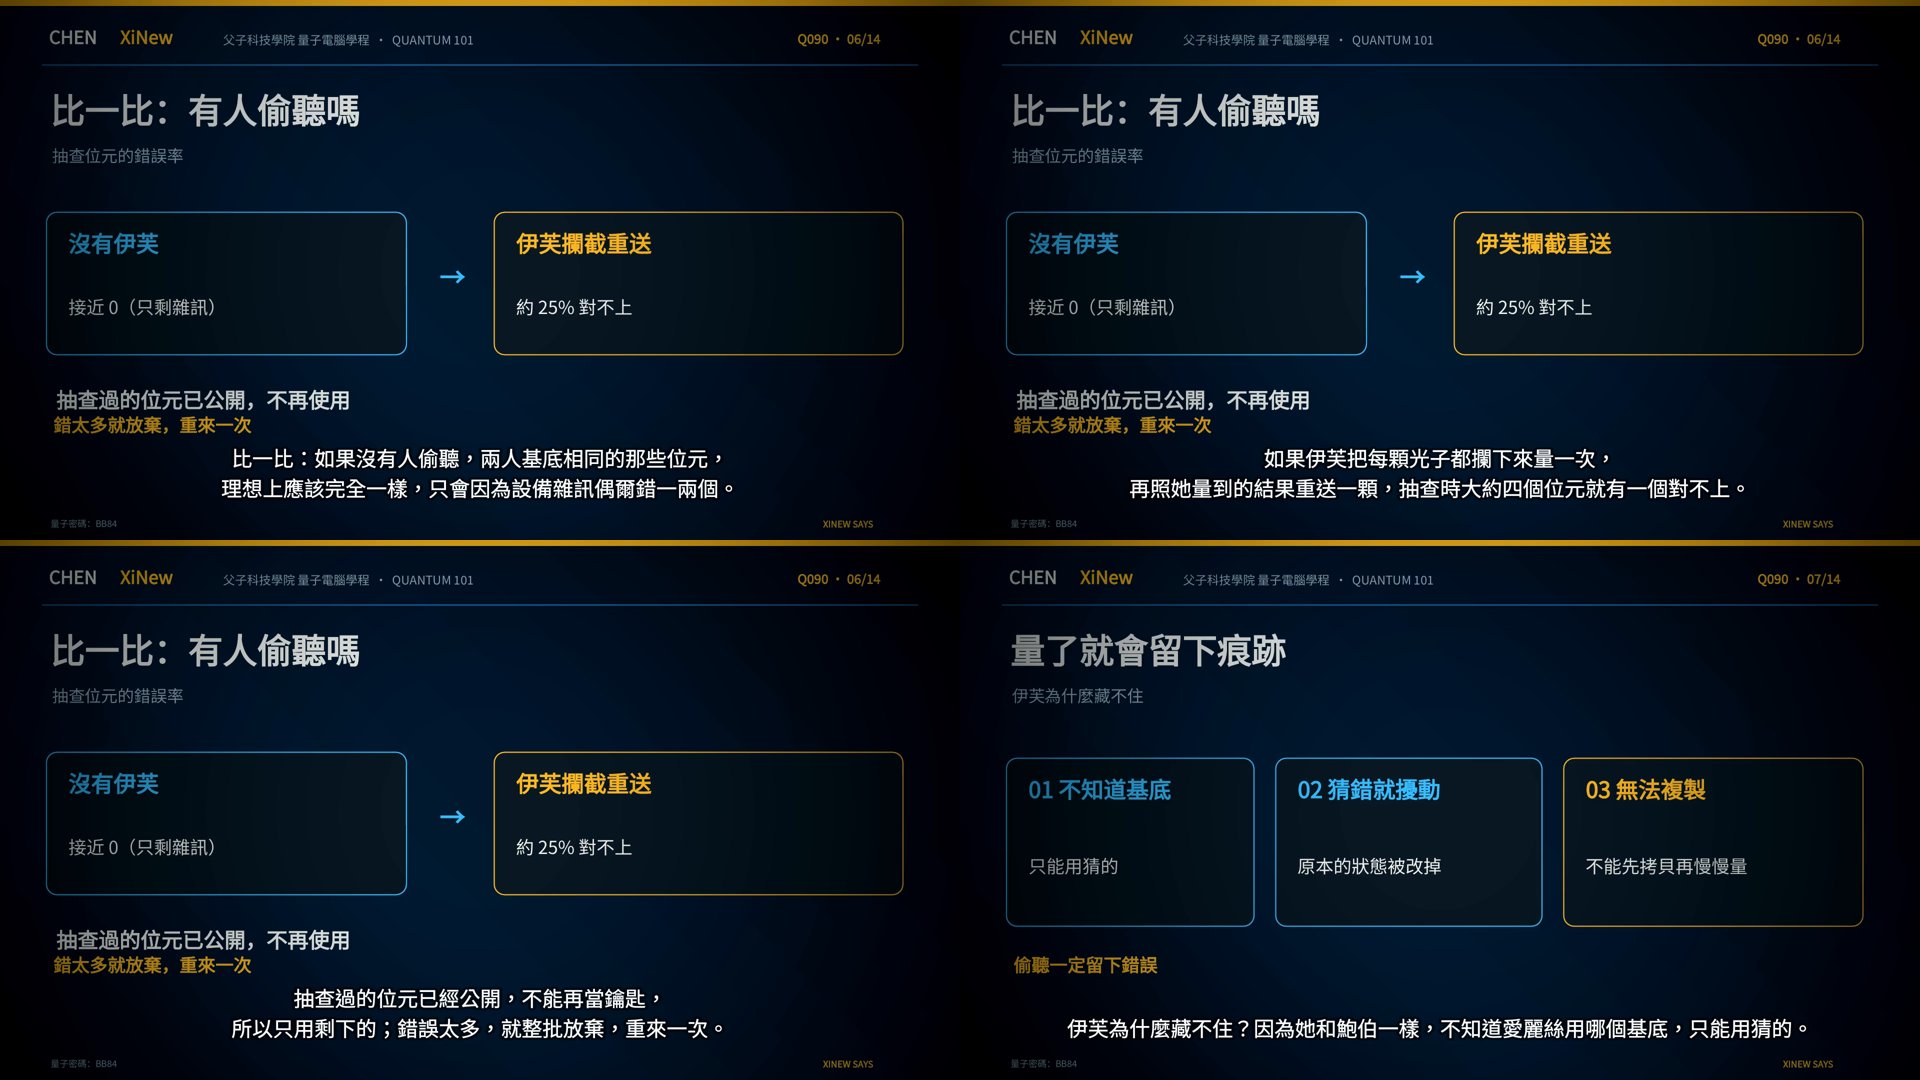 CHEN XiNew 父子科技學院 量子電腦學程 · QUANTUM 101 Q090 · 06/14
比一比：有人偷聽嗎
抽查位元的錯誤率
沒有伊芙
接近 0（只剩雜訊）
→
伊芙攔截重送
約 25% 對不上
抽查過的位元已公開，不再使用
錯太多就放棄，重來一次
比一比：如果沒有人偷聽，兩人基底相同的那些位元，
理想上應該完全一樣，只會因為設備雜訊偶爾錯一兩個。
量子密碼：BB84 XINEW SAYS
CHEN XiNew 父子科技學院 量子電腦學程 · QUANTUM 101 Q090 · 06/14
比一比：有人偷聽嗎
抽查位元的錯誤率
沒有伊芙
接近 0（只剩雜訊）
→
伊芙攔截重送
約 25% 對不上
抽查過的位元已公開，不再使用
錯太多就放棄，重來一次
如果伊芙把每顆光子都攔下來量一次，
再照她量到的結果重送一顆，抽查時大約四個位元就有一個對不上。
量子密碼：BB84 XINEW SAYS
CHEN XiNew 父子科技學院 量子電腦學程 · QUANTUM 101 Q090 · 06/14
比一比：有人偷聽嗎
抽查位元的錯誤率
沒有伊芙
接近 0（只剩雜訊）
→
伊芙攔截重送
約 25% 對不上
抽查過的位元已公開，不再使用
錯太多就放棄，重來一次
抽查過的位元已經公開，不能再當鑰匙，
所以只用剩下的；錯誤太多，就整批放棄，重來一次。
量子密碼：BB84 XINEW SAYS
CHEN XiNew 父子科技學院 量子電腦學程 · QUANTUM 101 Q090 · 07/14
量了就會留下痕跡
伊芙為什麼藏不住
01 不知道基底
只能用猜的
02 猜錯就擾動
原本的狀態被改掉
03 無法複製
不能先拷貝再慢慢量
偷聽一定留下錯誤
伊芙為什麼藏不住？因為她和鮑伯一樣，不知道愛麗絲用哪個基底，只能用猜的。
量子密碼：BB84 XINEW SAYS